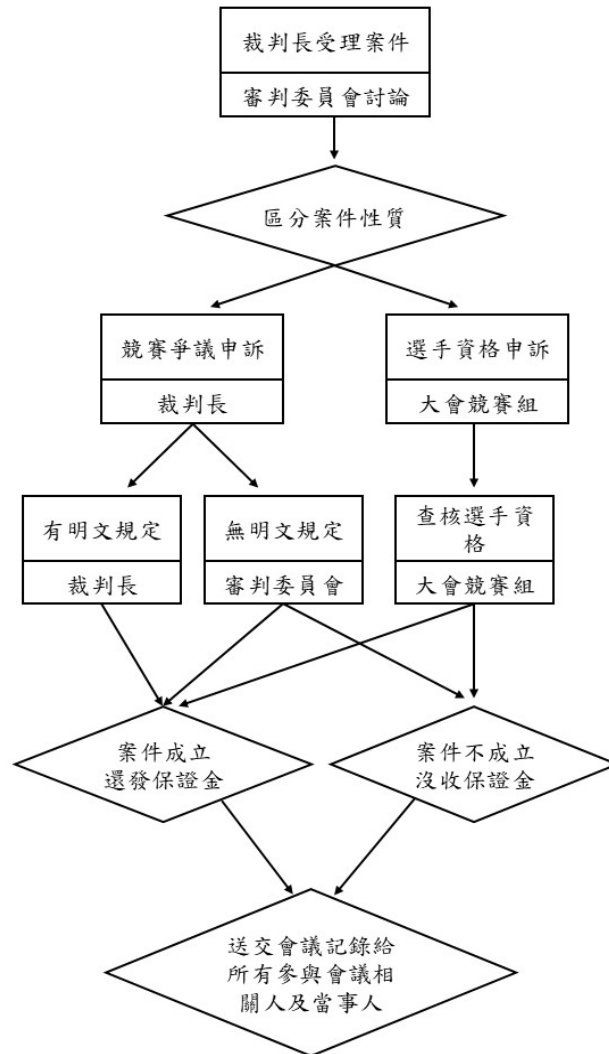 裁判長受理案件
審判委員會討論
區分案件性質
競賽爭議申訴
裁判長
選手資格申訴
大會競賽組
有明文規定
裁判長
無明文規定
審判委員會
查核選手資
格
大會競賽組
案件成立
還發保證金
案件不成立
沒收保證金
送交會議記錄給
所有參與會議相
關人及當事人